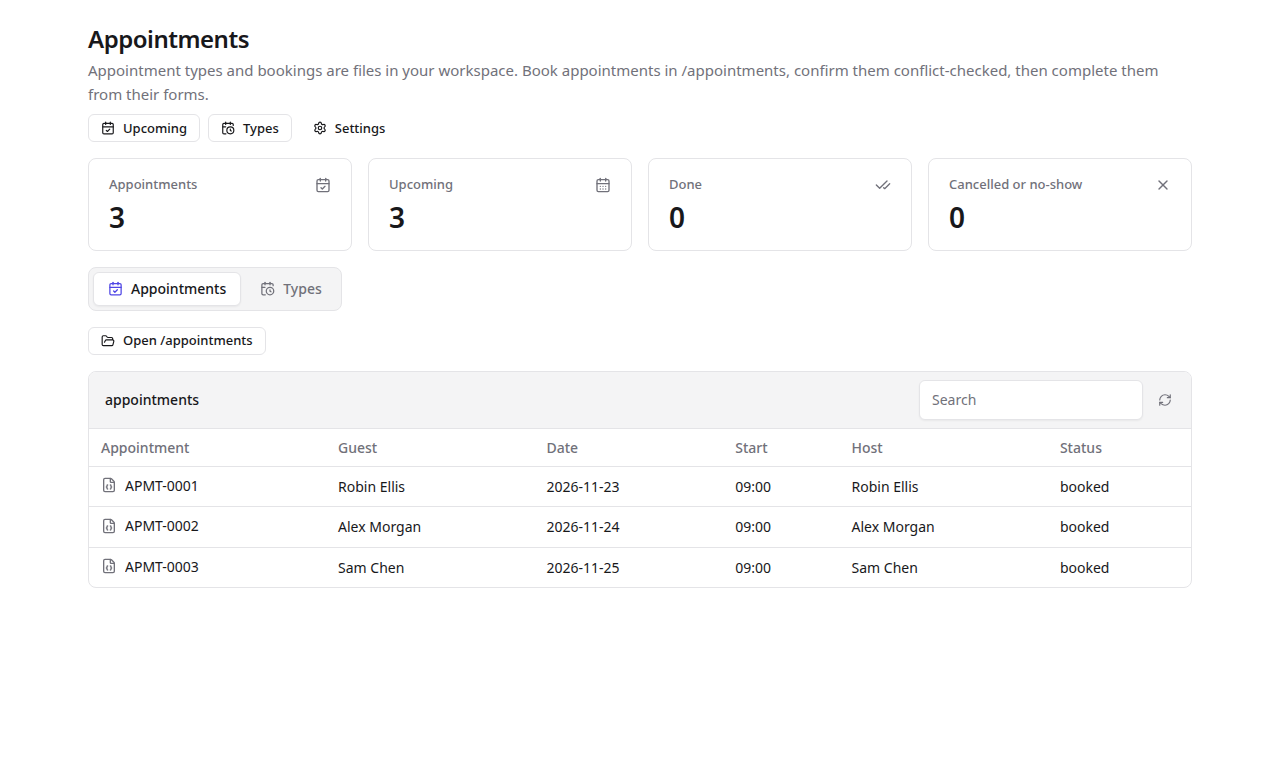 Appointments
Appointment types and bookings are files in your workspace. Book appointments in /appointments, confirm them conflict-checked, then complete them
from their forms.
Upcoming Types Settings
Appointments Upcoming Done Cancelled or no-show
3 3 0 0
Appointments Types
Open /appointments
appointments Search
Appointment Guest Date Start Host Status
APMT-0001 Robin Ellis 2026-11-23 09:00 Robin Ellis booked
APMT-0002 Alex Morgan 2026-11-24 09:00 Alex Morgan booked
APMT-0003 Sam Chen 2026-11-25 09:00 Sam Chen booked